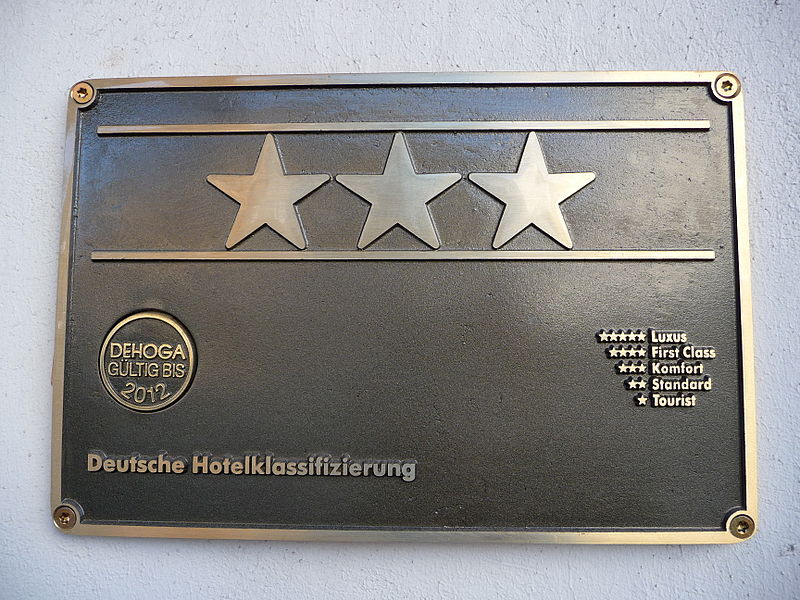 DEHOGA
GÜLTIG BIS
2012
★★★★★ Luxus
★★★★ First Class
★★★ Komfort
★★ Standard
★ Tourist
Deutsche Hotelklassifizierung